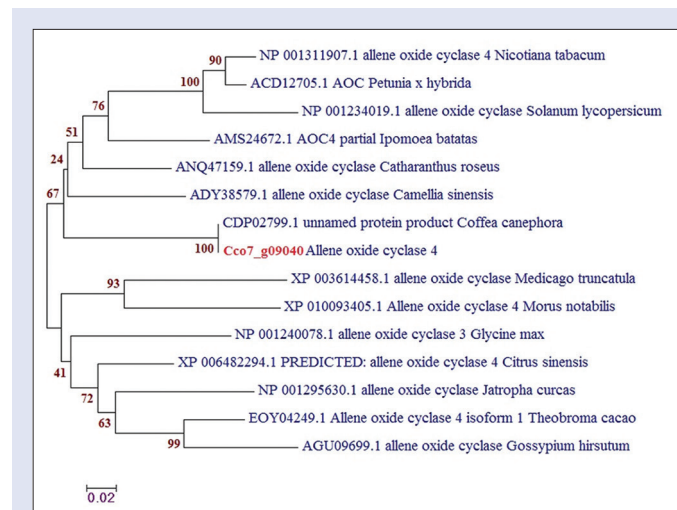 90 NP 001311907.1 allene oxide cyclase 4 Nicotiana tabacum
100 ACD12705.1 AOC Petunia x hybrida
NP 001234019.1 allene oxide cyclase Solanum lycopersicum
76
51 AMS24672.1 AOC4 partial Ipomoea batatas
24 ANQ47159.1 allene oxide cyclase Catharanthus roseus
67 ADY38579.1 allene oxide cyclase Camellia sinensis
CDP02799.1 unnamed protein product Coffea canephora
100 Cco7_g09040 Allene oxide cyclase 4
93 XP 003614458.1 allene oxide cyclase Medicago truncatula
XP 010093405.1 Allene oxide cyclase 4 Morus notabilis
NP 001240078.1 allene oxide cyclase 3 Glycine max
41 XP 006482294.1 PREDICTED: allene oxide cyclase 4 Citrus sinensis
72 NP 001295630.1 allene oxide cyclase Jatropha curcas
63 EOY04249.1 Allene oxide cyclase 4 isoform 1 Theobroma cacao
99 AGU09699.1 allene oxide cyclase Gossypium hirsutum
0.02